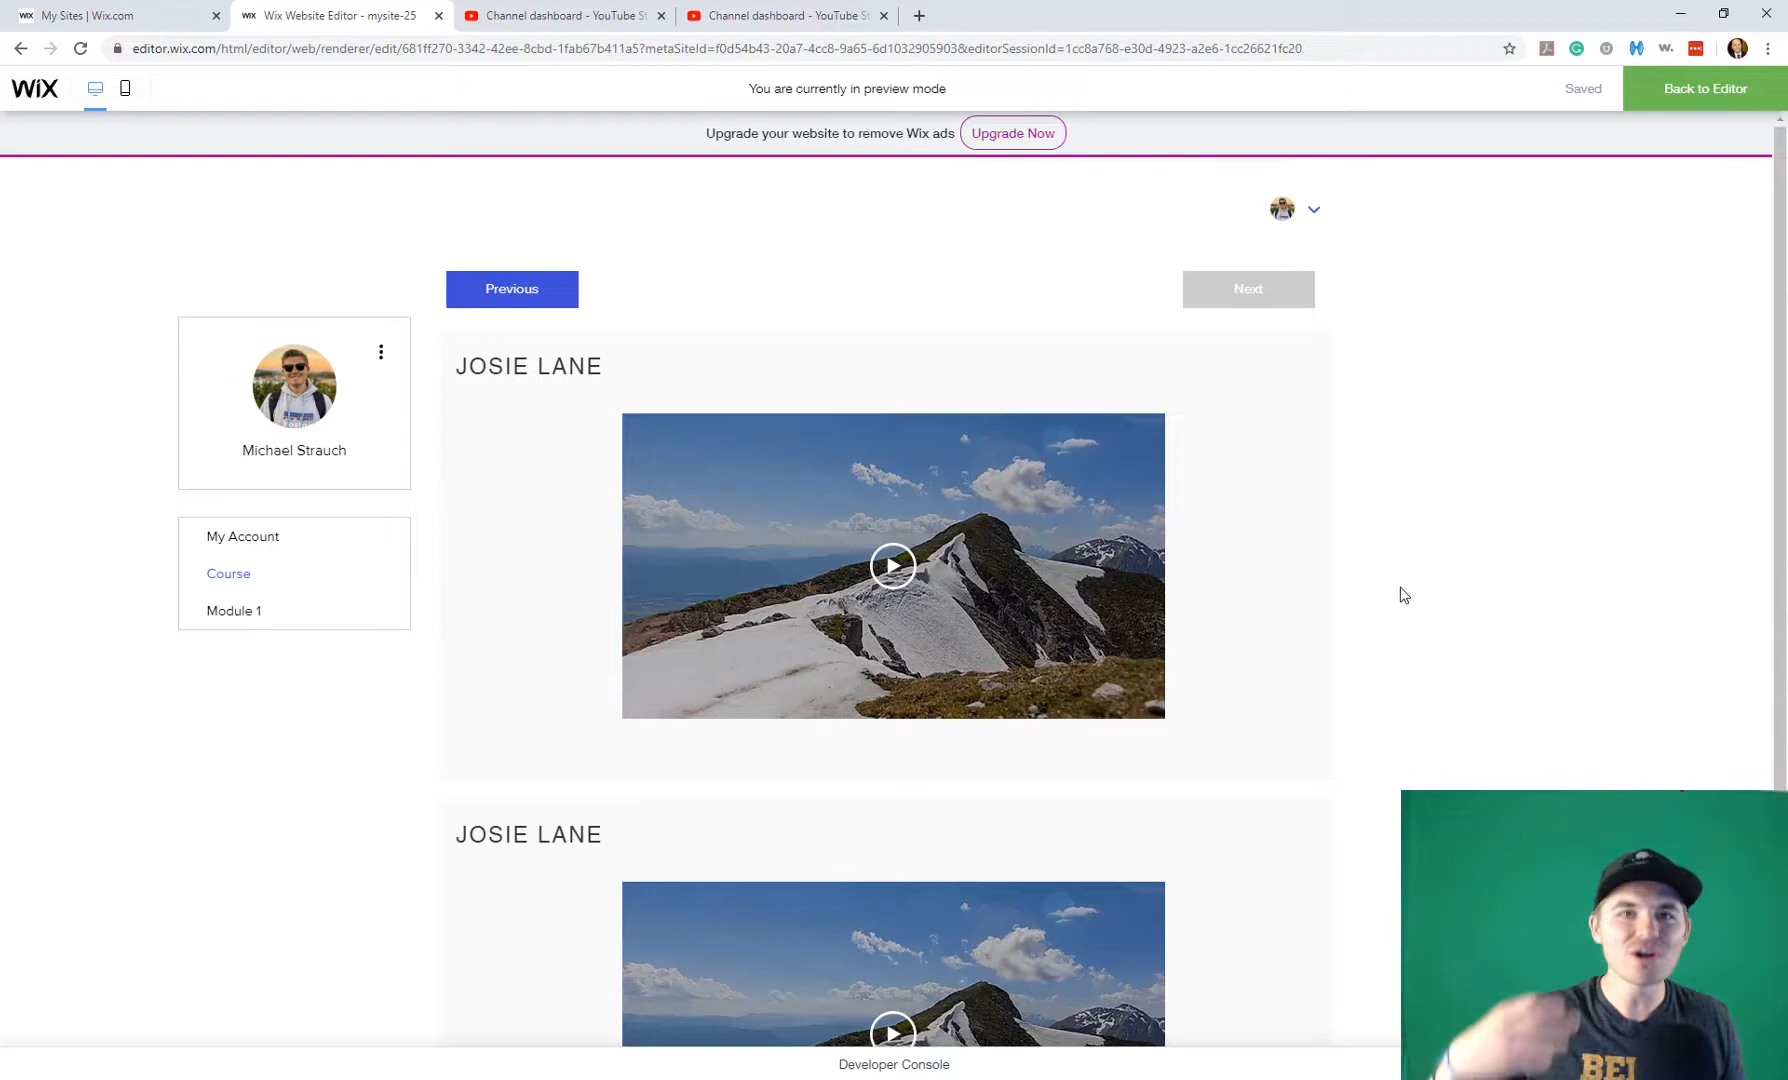 WIX My Sites | Wix.com
WIX Wix Website Editor - mysite-25
Channel dashboard - YouTube St
Channel dashboard - YouTube St
editor.wix.com/html/editor/web/renderer/edit/681ff270-3342-42ee-8cbd-1fab67b411a5?metaSiteId=f0d54b43-20a7-4cc8-9a65-6d1032905903&editorSessionId=1cc8a768-e30d-4923-a2e6-1cc26621fc20
w.
WiX
You are currently in preview mode
Saved
Back to Editor
Upgrade your website to remove Wix ads
Upgrade Now
Previous
Next
Michael Strauch
My Account
Course
Module 1
JOSIE LANE
JOSIE LANE
Developer Console